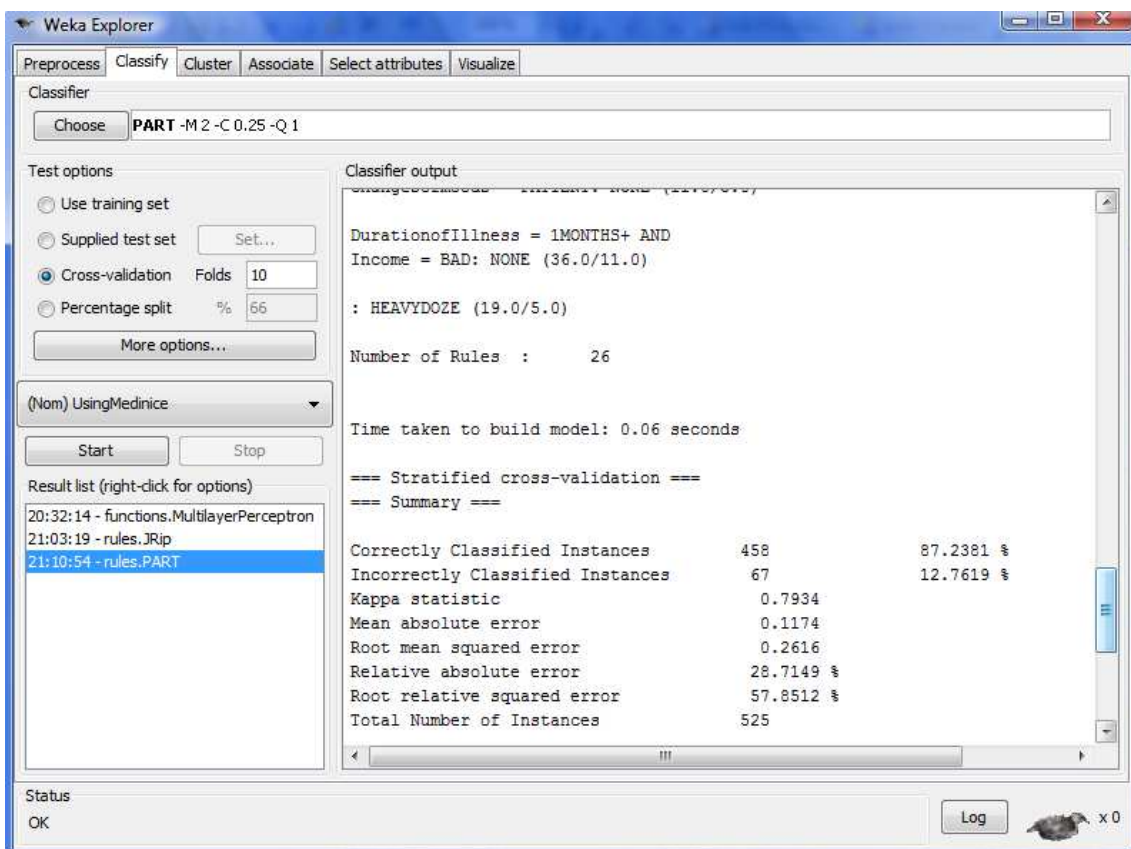 Weka Explorer
Preprocess Classify Cluster Associate Select attributes Visualize
Classifier
Choose PART -M 2 -C 0.25 -Q 1
Test options
Use training set
Supplied test set Set...
Cross-validation Folds 10
Percentage split % 66
More options...
(Nom) UsingMedinice
Start Stop
Result list (right-click for options)
20:32:14 - functions.MultilayerPerceptron
21:03:19 - rules.JRip
21:10:54 - rules.PART
Classifier output
DurationofIllness = 1MONTHS+ AND
Income = BAD: NONE (36.0/11.0)
: HEAVYDOZE (19.0/5.0)
Number of Rules : 26
Time taken to build model: 0.06 seconds
=== Stratified cross-validation ===
=== Summary ===
Correctly Classified Instances 458 87.2381 %
Incorrectly Classified Instances 67 12.7619 %
Kappa statistic 0.7934
Mean absolute error 0.1174
Root mean squared error 0.2616
Relative absolute error 28.7149 %
Root relative squared error 57.8512 %
Total Number of Instances 525
Status
OK
Log x 0